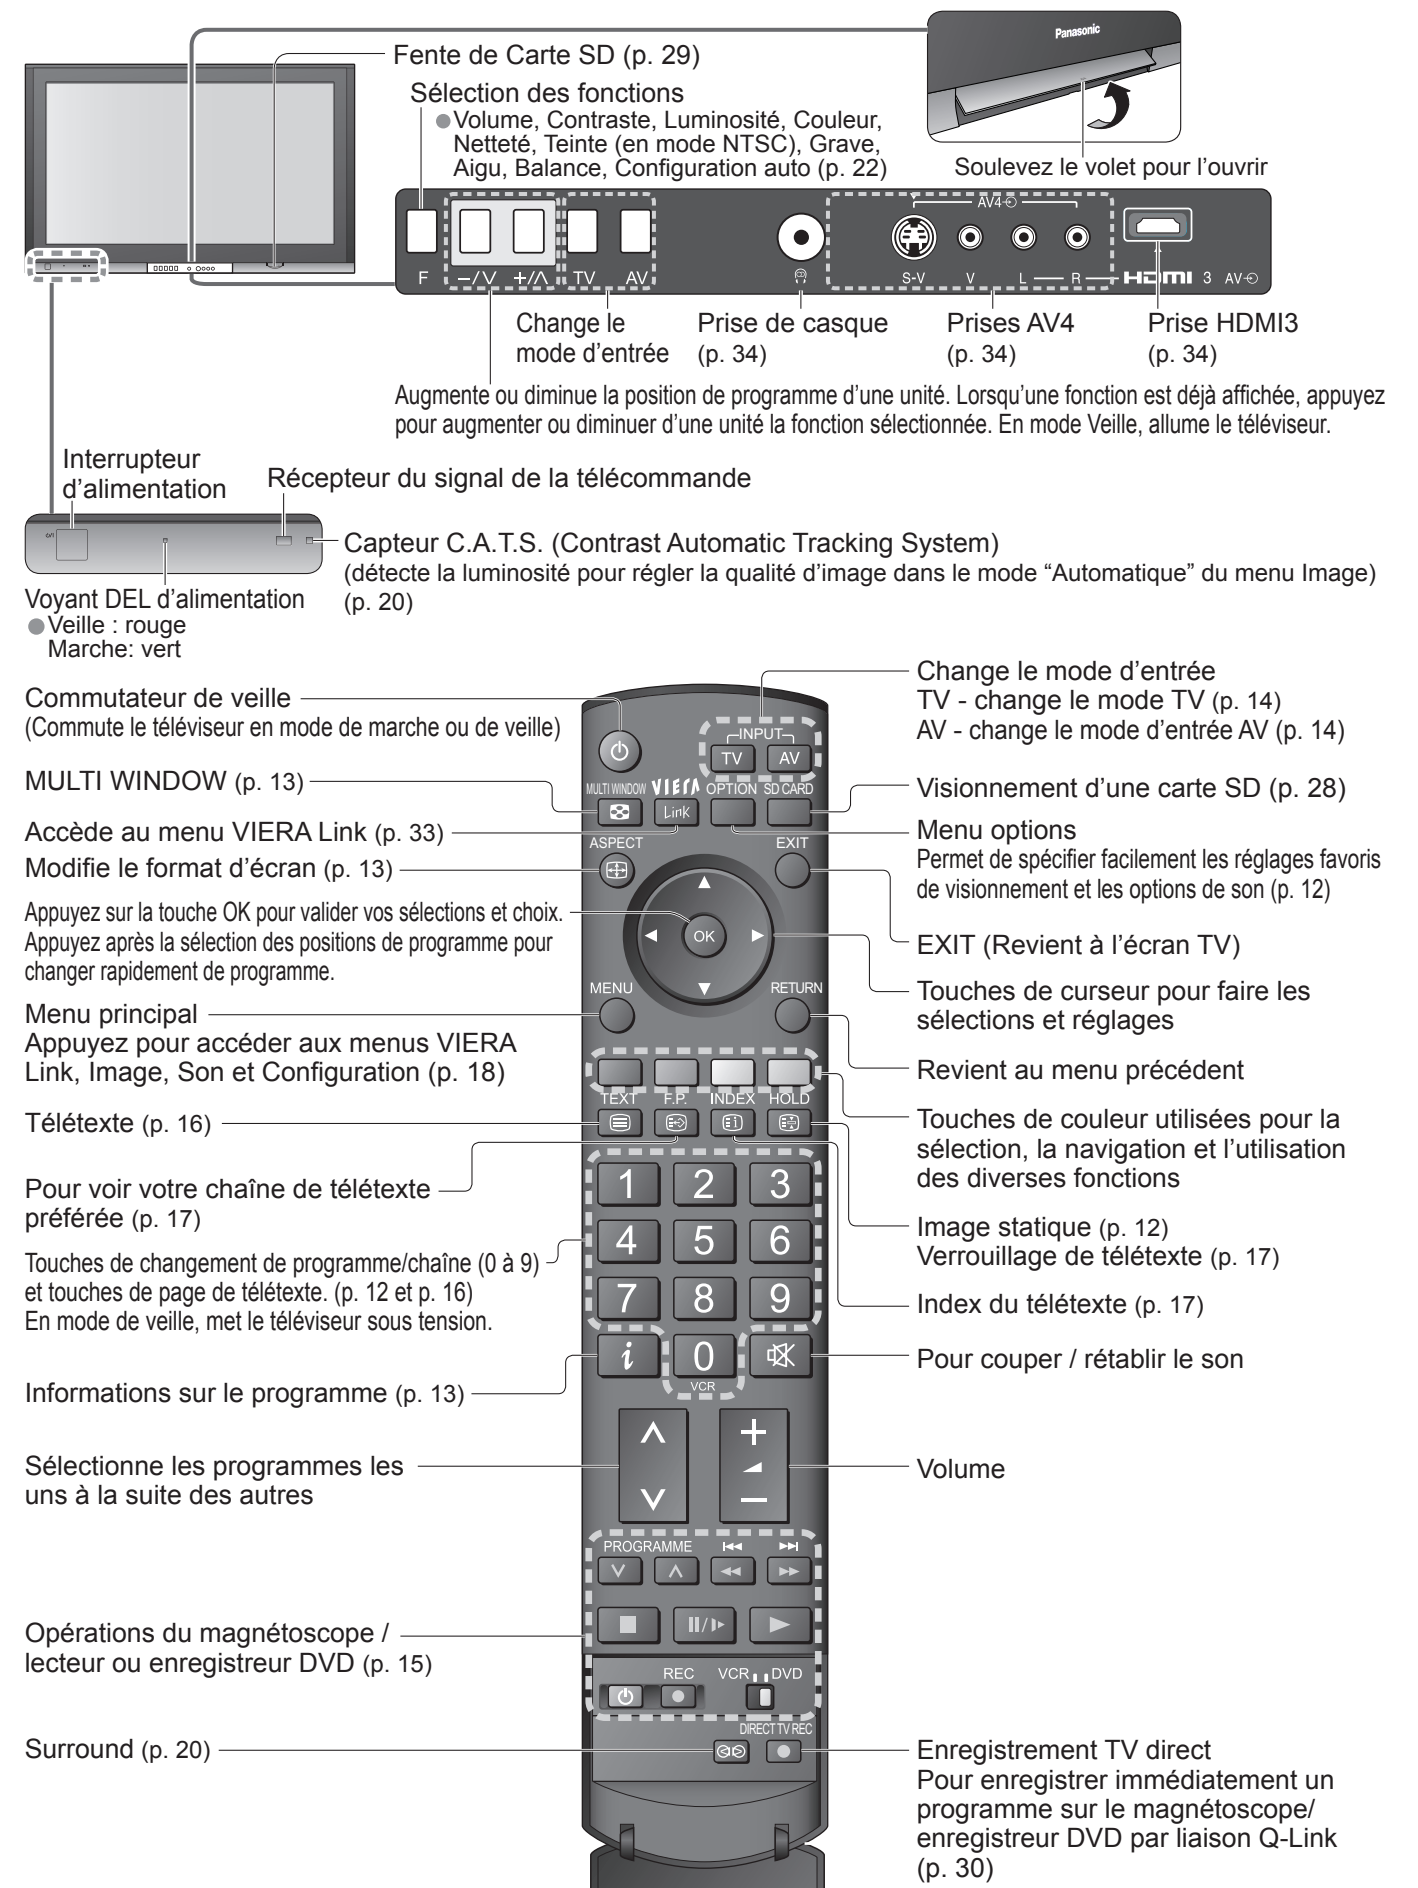 Panasonic
Fente de Carte SD (p. 29)
Sélection des fonctions
●Volume, Contraste, Luminosité, Couleur,
Netteté, Teinte (en mode NTSC), Grave,
Aigu, Balance, Configuration auto (p. 22)
Soulevez le volet pour l’ouvrir
AV4
F −/∨ +/∧ TV AV S-V V L R HDMI 3 AV
Change le
mode d’entrée
Prise de casque
(p. 34)
Prises AV4
(p. 34)
Prise HDMI3
(p. 34)
Augmente ou diminue la position de programme d’une unité. Lorsqu’une fonction est déjà affichée, appuyez
pour augmenter ou diminuer d’une unité la fonction sélectionnée. En mode Veille, allume le téléviseur.
Interrupteur
d’alimentation
Récepteur du signal de la télécommande
Capteur C.A.T.S. (Contrast Automatic Tracking System)
(détecte la luminosité pour régler la qualité d’image dans le mode “Automatique” du menu Image)
(p. 20)
Voyant DEL d’alimentation
●Veille : rouge
Marche: vert
Commutateur de veille
(Commute le téléviseur en mode de marche ou de veille)
MULTI WINDOW (p. 13)
Accède au menu VIERA Link (p. 33)
Modifie le format d’écran (p. 13)
Appuyez sur la touche OK pour valider vos sélections et choix.
Appuyez après la sélection des positions de programme pour
changer rapidement de programme.
Menu principal
Appuyez pour accéder aux menus VIERA
Link, Image, Son et Configuration (p. 18)
Télétexte (p. 16)
Pour voir votre chaîne de télétexte
préférée (p. 17)
Touches de changement de programme/chaîne (0 à 9)
et touches de page de télétexte. (p. 12 et p. 16)
En mode de veille, met le téléviseur sous tension.
Informations sur le programme (p. 13)
Sélectionne les programmes les
uns à la suite des autres
Opérations du magnétoscope /
lecteur ou enregistreur DVD (p. 15)
Surround (p. 20)
INPUT
TV AV
MULTI WINDOW VIERA OPTION SD CARD
Link
ASPECT EXIT
OK
MENU RETURN
TEXT F.P. INDEX HOLD
1 2 3
4 5 6
7 8 9
i 0
VCR
+
−
PROGRAMME
REC VCR DVD
DIRECT TV REC
Change le mode d’entrée
TV - change le mode TV (p. 14)
AV - change le mode d’entrée AV (p. 14)
Visionnement d’une carte SD (p. 28)
Menu options
Permet de spécifier facilement les réglages favoris
de visionnement et les options de son (p. 12)
EXIT (Revient à l’écran TV)
Touches de curseur pour faire les
sélections et réglages
Revient au menu précédent
Touches de couleur utilisées pour la
sélection, la navigation et l’utilisation
des diverses fonctions
Image statique (p. 12)
Verrouillage de télétexte (p. 17)
Index du télétexte (p. 17)
Pour couper / rétablir le son
Volume
Enregistrement TV direct
Pour enregistrer immédiatement un
programme sur le magnétoscope/
enregistreur DVD par liaison Q-Link
(p. 30)